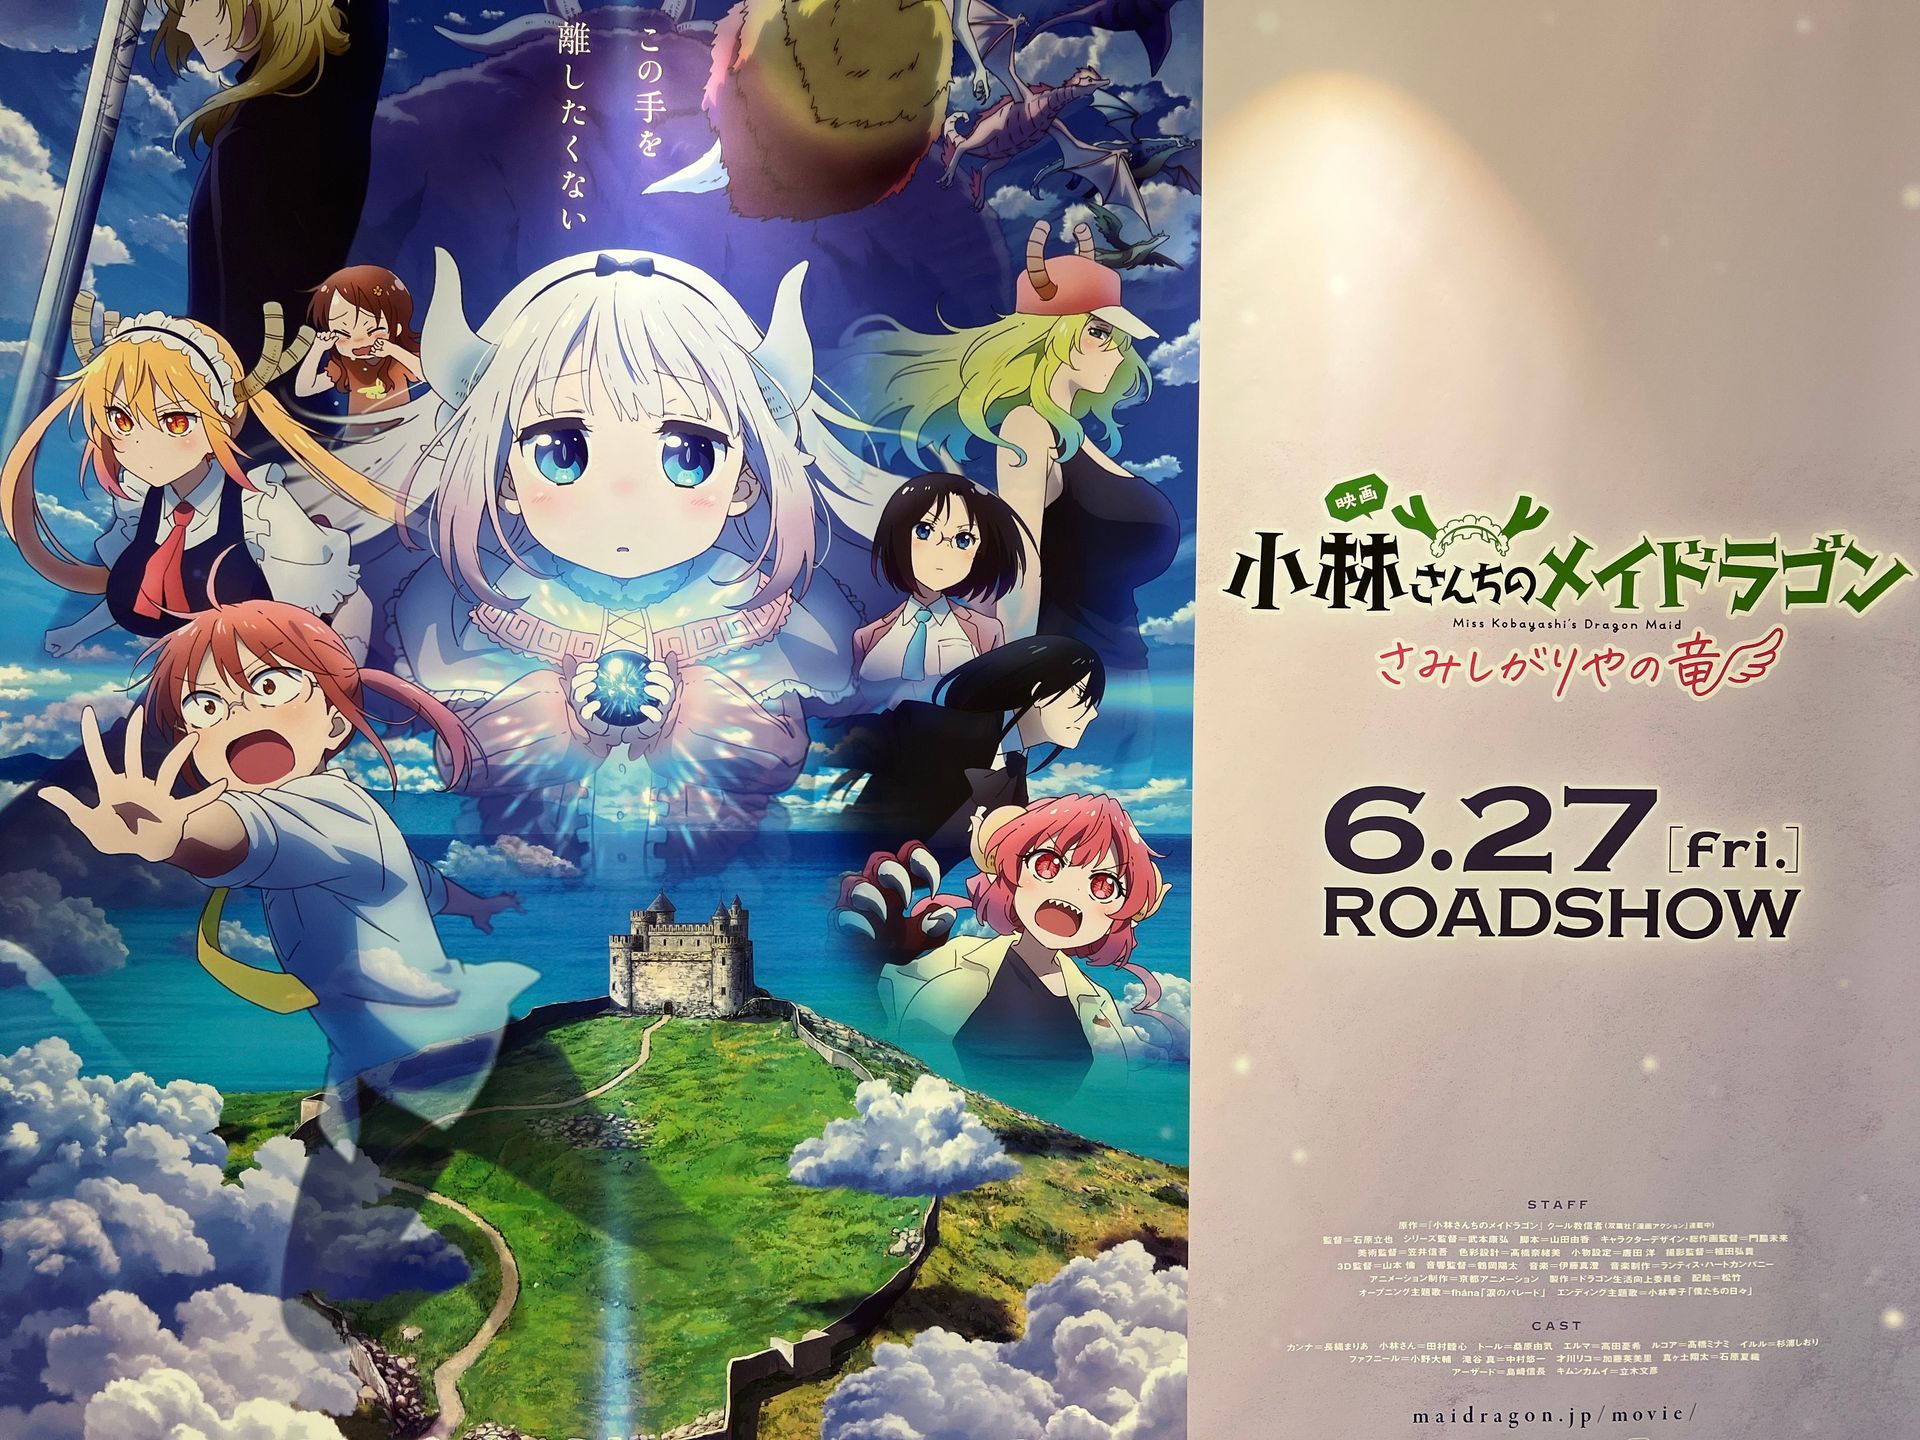 この手を
離したくない
映画
小林さんちのメイドラゴン
Miss Kobayashi's Dragon Maid
さみしがりやの竜
6.27[Fri.]
ROADSHOW
STAFF
原作=『小林さんちのメイドラゴン』クール教信者(双葉社「漫画アクション」連載中)
監督=石原立也 シリーズ監督=武本康弘 脚本=山田由香 キャラクターデザイン・総作画監督=門脇未来
美術監督=笠井信吾 色彩設計=髙橋奈緒美 小物設定=唐田 洋 撮影監督=植田弘貴
3D監督=山本 倫 音響監督=鶴岡陽太 音楽=伊藤真澄 音楽制作=ランティス・ハートカンパニー
アニメーション制作=京都アニメーション 製作=ドラゴン生活向上委員会 配給=松竹
オープニング主題歌=fhána「涙のパレード」 エンディング主題歌=小林幸子「僕たちの日々」
CAST
カンナ=長縄まりあ 小林さん=田村睦心 トール=桑原由気 エルマ=高田憂希 ルコア=髙橋ミナミ イルル=杉浦しおり
ファフニール=小野大輔 滝谷 真=中村悠一 才川リコ=加藤英美里 真ヶ土翔太=石原夏織
アーザード=島﨑信長 キムンカムイ=立木文彦
maidragon.jp/movie/